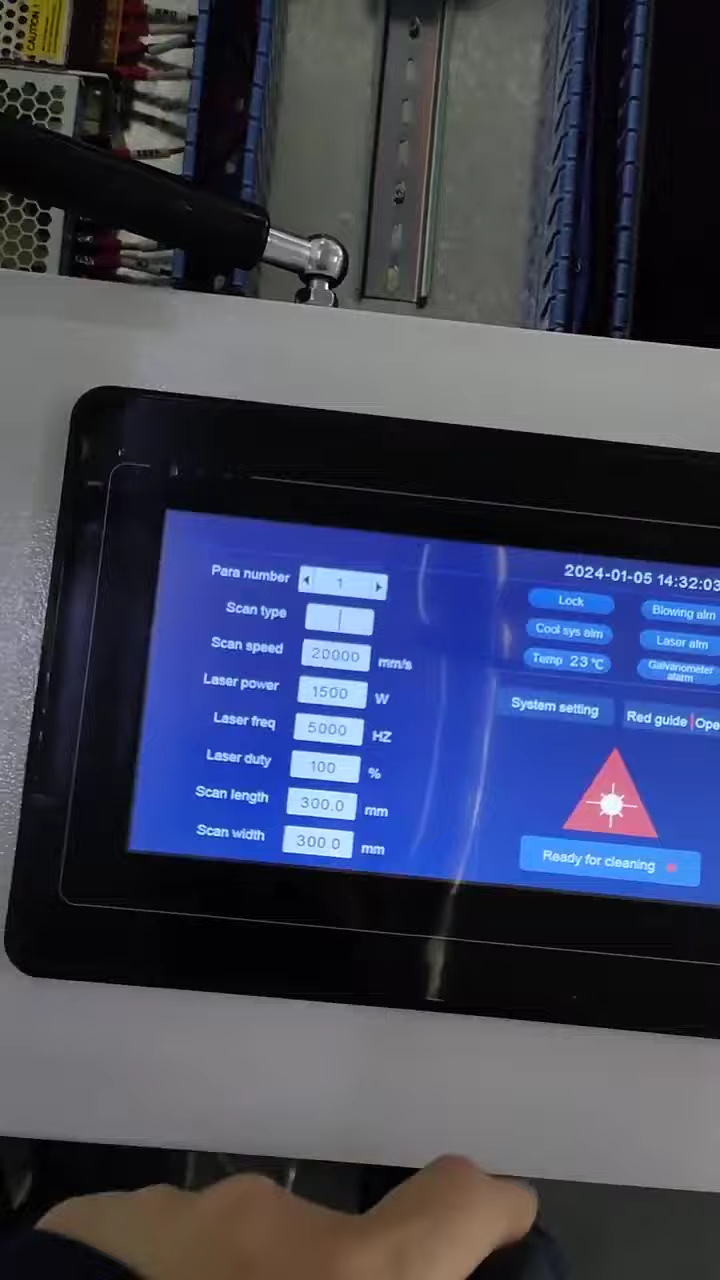 CAUTION
Para number 1
Scan type |
Scan speed 20000 mm/s
Laser power 1500 W
Laser freq 5000 HZ
Laser duty 100 %
Scan length 300.0 mm
Scan width 300.0 mm
2024-01-05 14:32:03
Lock
Blowing alm
Cool sys alm
Laser alm
Temp 23℃
Galvanometer
alarm
System setting
Red guide Ope
Ready for cleaning